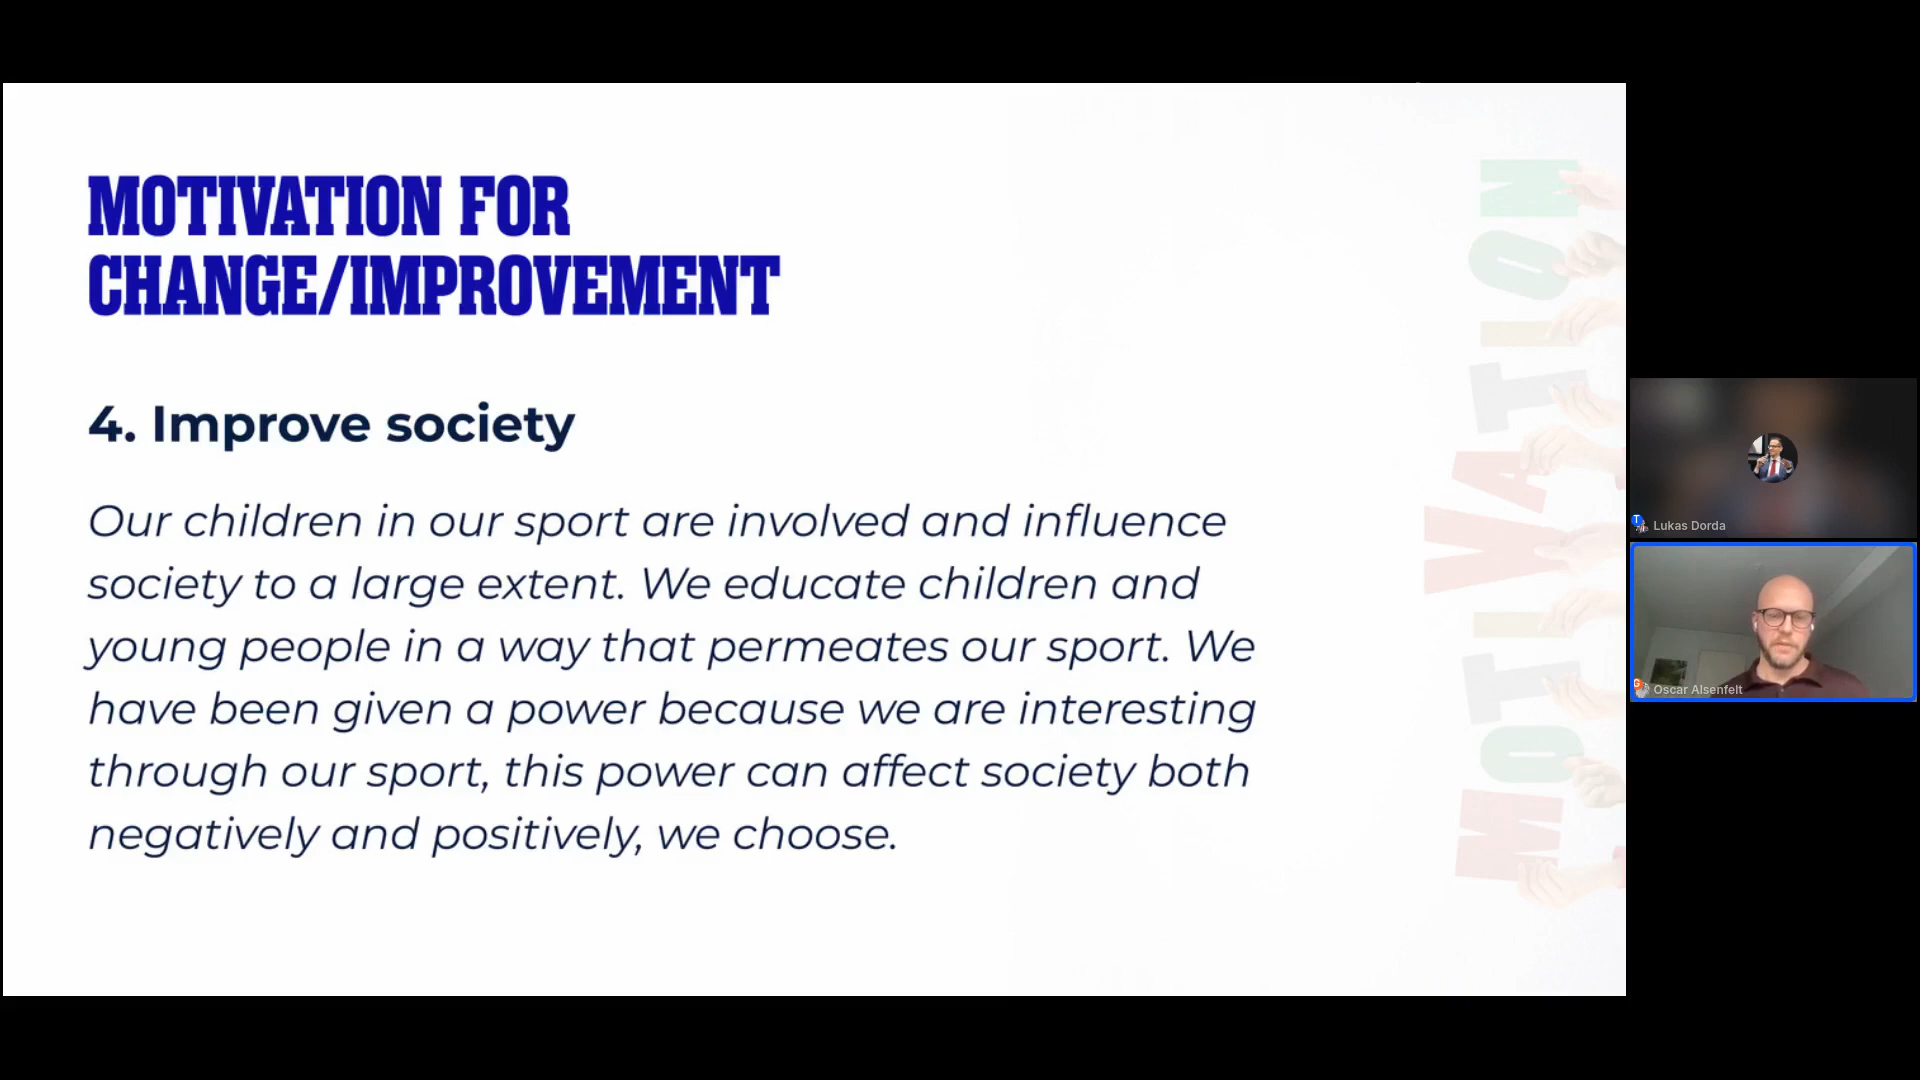 MOTIVATION FOR
CHANGE/IMPROVEMENT
4. Improve society
Our children in our sport are involved and influence
society to a large extent. We educate children and
young people in a way that permeates our sport. We
have been given a power because we are interesting
through our sport, this power can affect society both
negatively and positively, we choose.
MOTIVATION
Lukas Dorda
Oscar Alsenfelt